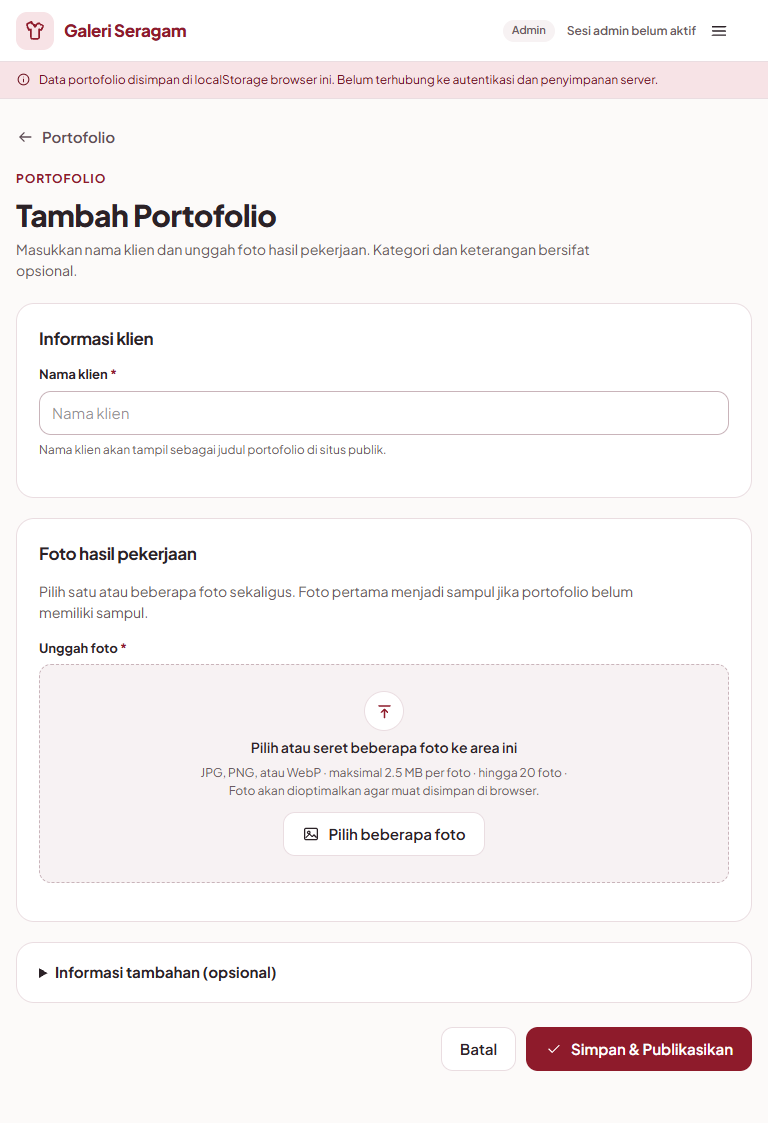 Galeri Seragam
Admin
Sesi admin belum aktif
Data portofolio disimpan di localStorage browser ini. Belum terhubung ke autentikasi dan penyimpanan server.
Portofolio
PORTOFOLIO
Tambah Portofolio
Masukkan nama klien dan unggah foto hasil pekerjaan. Kategori dan keterangan bersifat
opsional.
Informasi klien
Nama klien *
Nama klien
Nama klien akan tampil sebagai judul portofolio di situs publik.
Foto hasil pekerjaan
Pilih satu atau beberapa foto sekaligus. Foto pertama menjadi sampul jika portofolio belum
memiliki sampul.
Unggah foto *
Pilih atau seret beberapa foto ke area ini
JPG, PNG, atau WebP · maksimal 2.5 MB per foto · hingga 20 foto ·
Foto akan dioptimalkan agar muat disimpan di browser.
Pilih beberapa foto
Informasi tambahan (opsional)
Batal
Simpan & Publikasikan